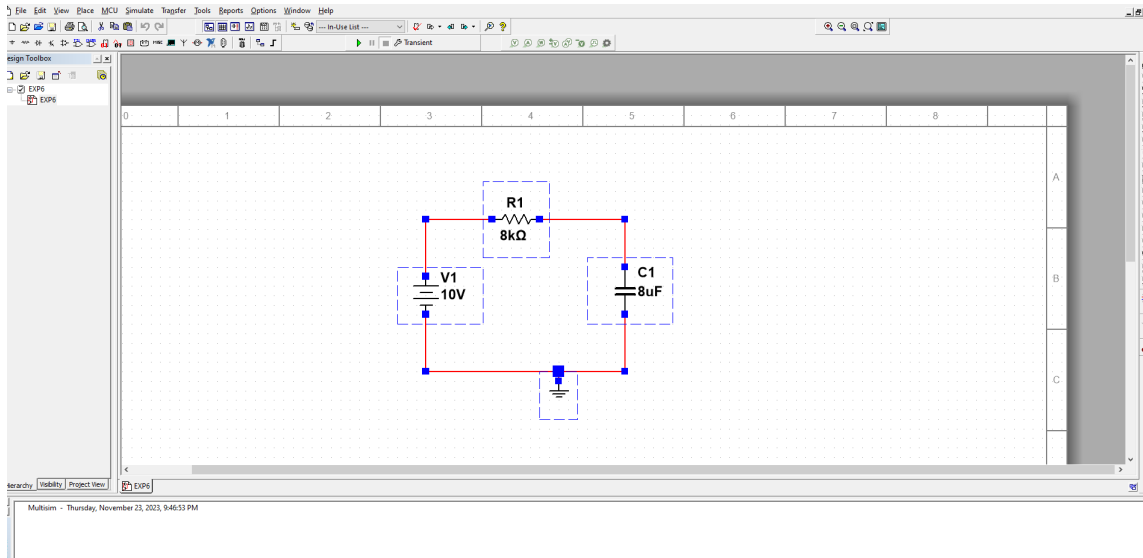 File Edit View Place MCU Simulate Transfer Tools Reports Options Window Help
--- In-Use List ---
Transient
esign Toolbox
EXP6
EXP6
0 1 2 3 4 5 6 7 8
A
R1
8kΩ
B
V1
10V
C1
8uF
C
Hierarchy Visibility Project View
EXP6
Multisim - Thursday, November 23, 2023, 9:46:53 PM